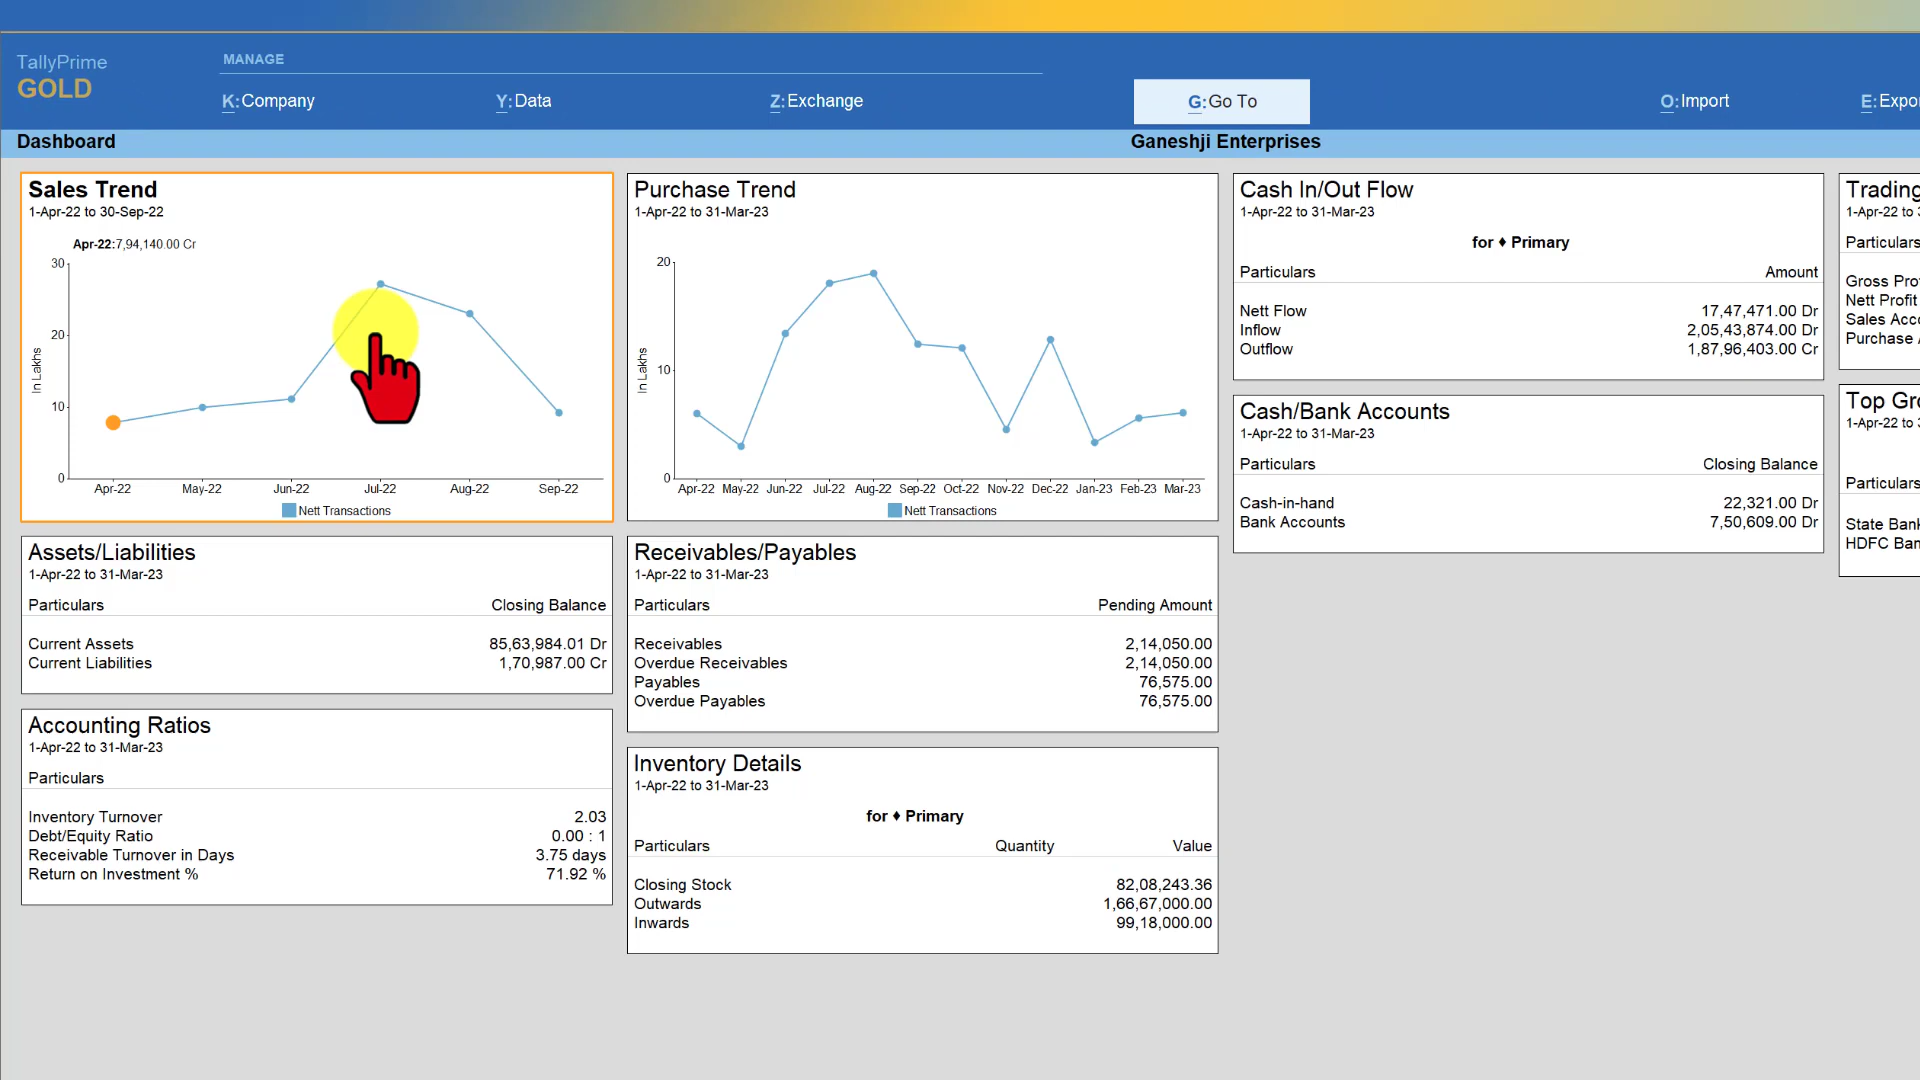 TallyPrime
GOLD
MANAGE
K:Company
Y:Data
Z:Exchange
G:Go To
O:Import
E:Expo
Dashboard
Ganeshji Enterprises
Sales Trend
1-Apr-22 to 30-Sep-22
Apr-22:7,94,140.00 Cr
30
20
10
0
In Lakhs
Apr-22 May-22 Jun-22 Jul-22 Aug-22 Sep-22
Nett Transactions
Purchase Trend
1-Apr-22 to 31-Mar-23
20
10
0
In Lakhs
Apr-22 May-22 Jun-22 Jul-22 Aug-22 Sep-22 Oct-22 Nov-22 Dec-22 Jan-23 Feb-23 Mar-23
Nett Transactions
Cash In/Out Flow
1-Apr-22 to 31-Mar-23
for ♦ Primary
Particulars Amount
Nett Flow 17,47,471.00 Dr
Inflow 2,05,43,874.00 Dr
Outflow 1,87,96,403.00 Cr
Cash/Bank Accounts
1-Apr-22 to 31-Mar-23
Particulars Closing Balance
Cash-in-hand 22,321.00 Dr
Bank Accounts 7,50,609.00 Dr
Trading
1-Apr-22 to
Particulars
Gross Pro
Nett Profit
Sales Acc
Purchase
Top Gr
1-Apr-22 to
Particulars
State Bank
HDFC Ban
Assets/Liabilities
1-Apr-22 to 31-Mar-23
Particulars Closing Balance
Current Assets 85,63,984.01 Dr
Current Liabilities 1,70,987.00 Cr
Receivables/Payables
1-Apr-22 to 31-Mar-23
Particulars Pending Amount
Receivables 2,14,050.00
Overdue Receivables 2,14,050.00
Payables 76,575.00
Overdue Payables 76,575.00
Accounting Ratios
1-Apr-22 to 31-Mar-23
Particulars
Inventory Turnover 2.03
Debt/Equity Ratio 0.00 : 1
Receivable Turnover in Days 3.75 days
Return on Investment % 71.92 %
Inventory Details
1-Apr-22 to 31-Mar-23
for ♦ Primary
Particulars Quantity Value
Closing Stock 82,08,243.36
Outwards 1,66,67,000.00
Inwards 99,18,000.00